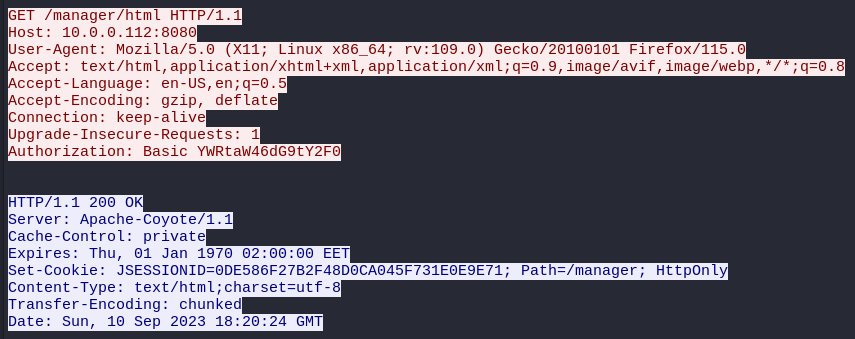 GET /manager/html HTTP/1.1
Host: 10.0.0.112:8080
User-Agent: Mozilla/5.0 (X11; Linux x86_64; rv:109.0) Gecko/20100101 Firefox/115.0
Accept: text/html,application/xhtml+xml,application/xml;q=0.9,image/avif,image/webp,*/*;q=0.8
Accept-Language: en-US,en;q=0.5
Accept-Encoding: gzip, deflate
Connection: keep-alive
Upgrade-Insecure-Requests: 1
Authorization: Basic YWRtaW46dG9tY2F0
HTTP/1.1 200 OK
Server: Apache-Coyote/1.1
Cache-Control: private
Expires: Thu, 01 Jan 1970 02:00:00 EET
Set-Cookie: JSESSIONID=0DE586F27B2F48D0CA045F731E0E9E71; Path=/manager; HttpOnly
Content-Type: text/html;charset=utf-8
Transfer-Encoding: chunked
Date: Sun, 10 Sep 2023 18:20:24 GMT